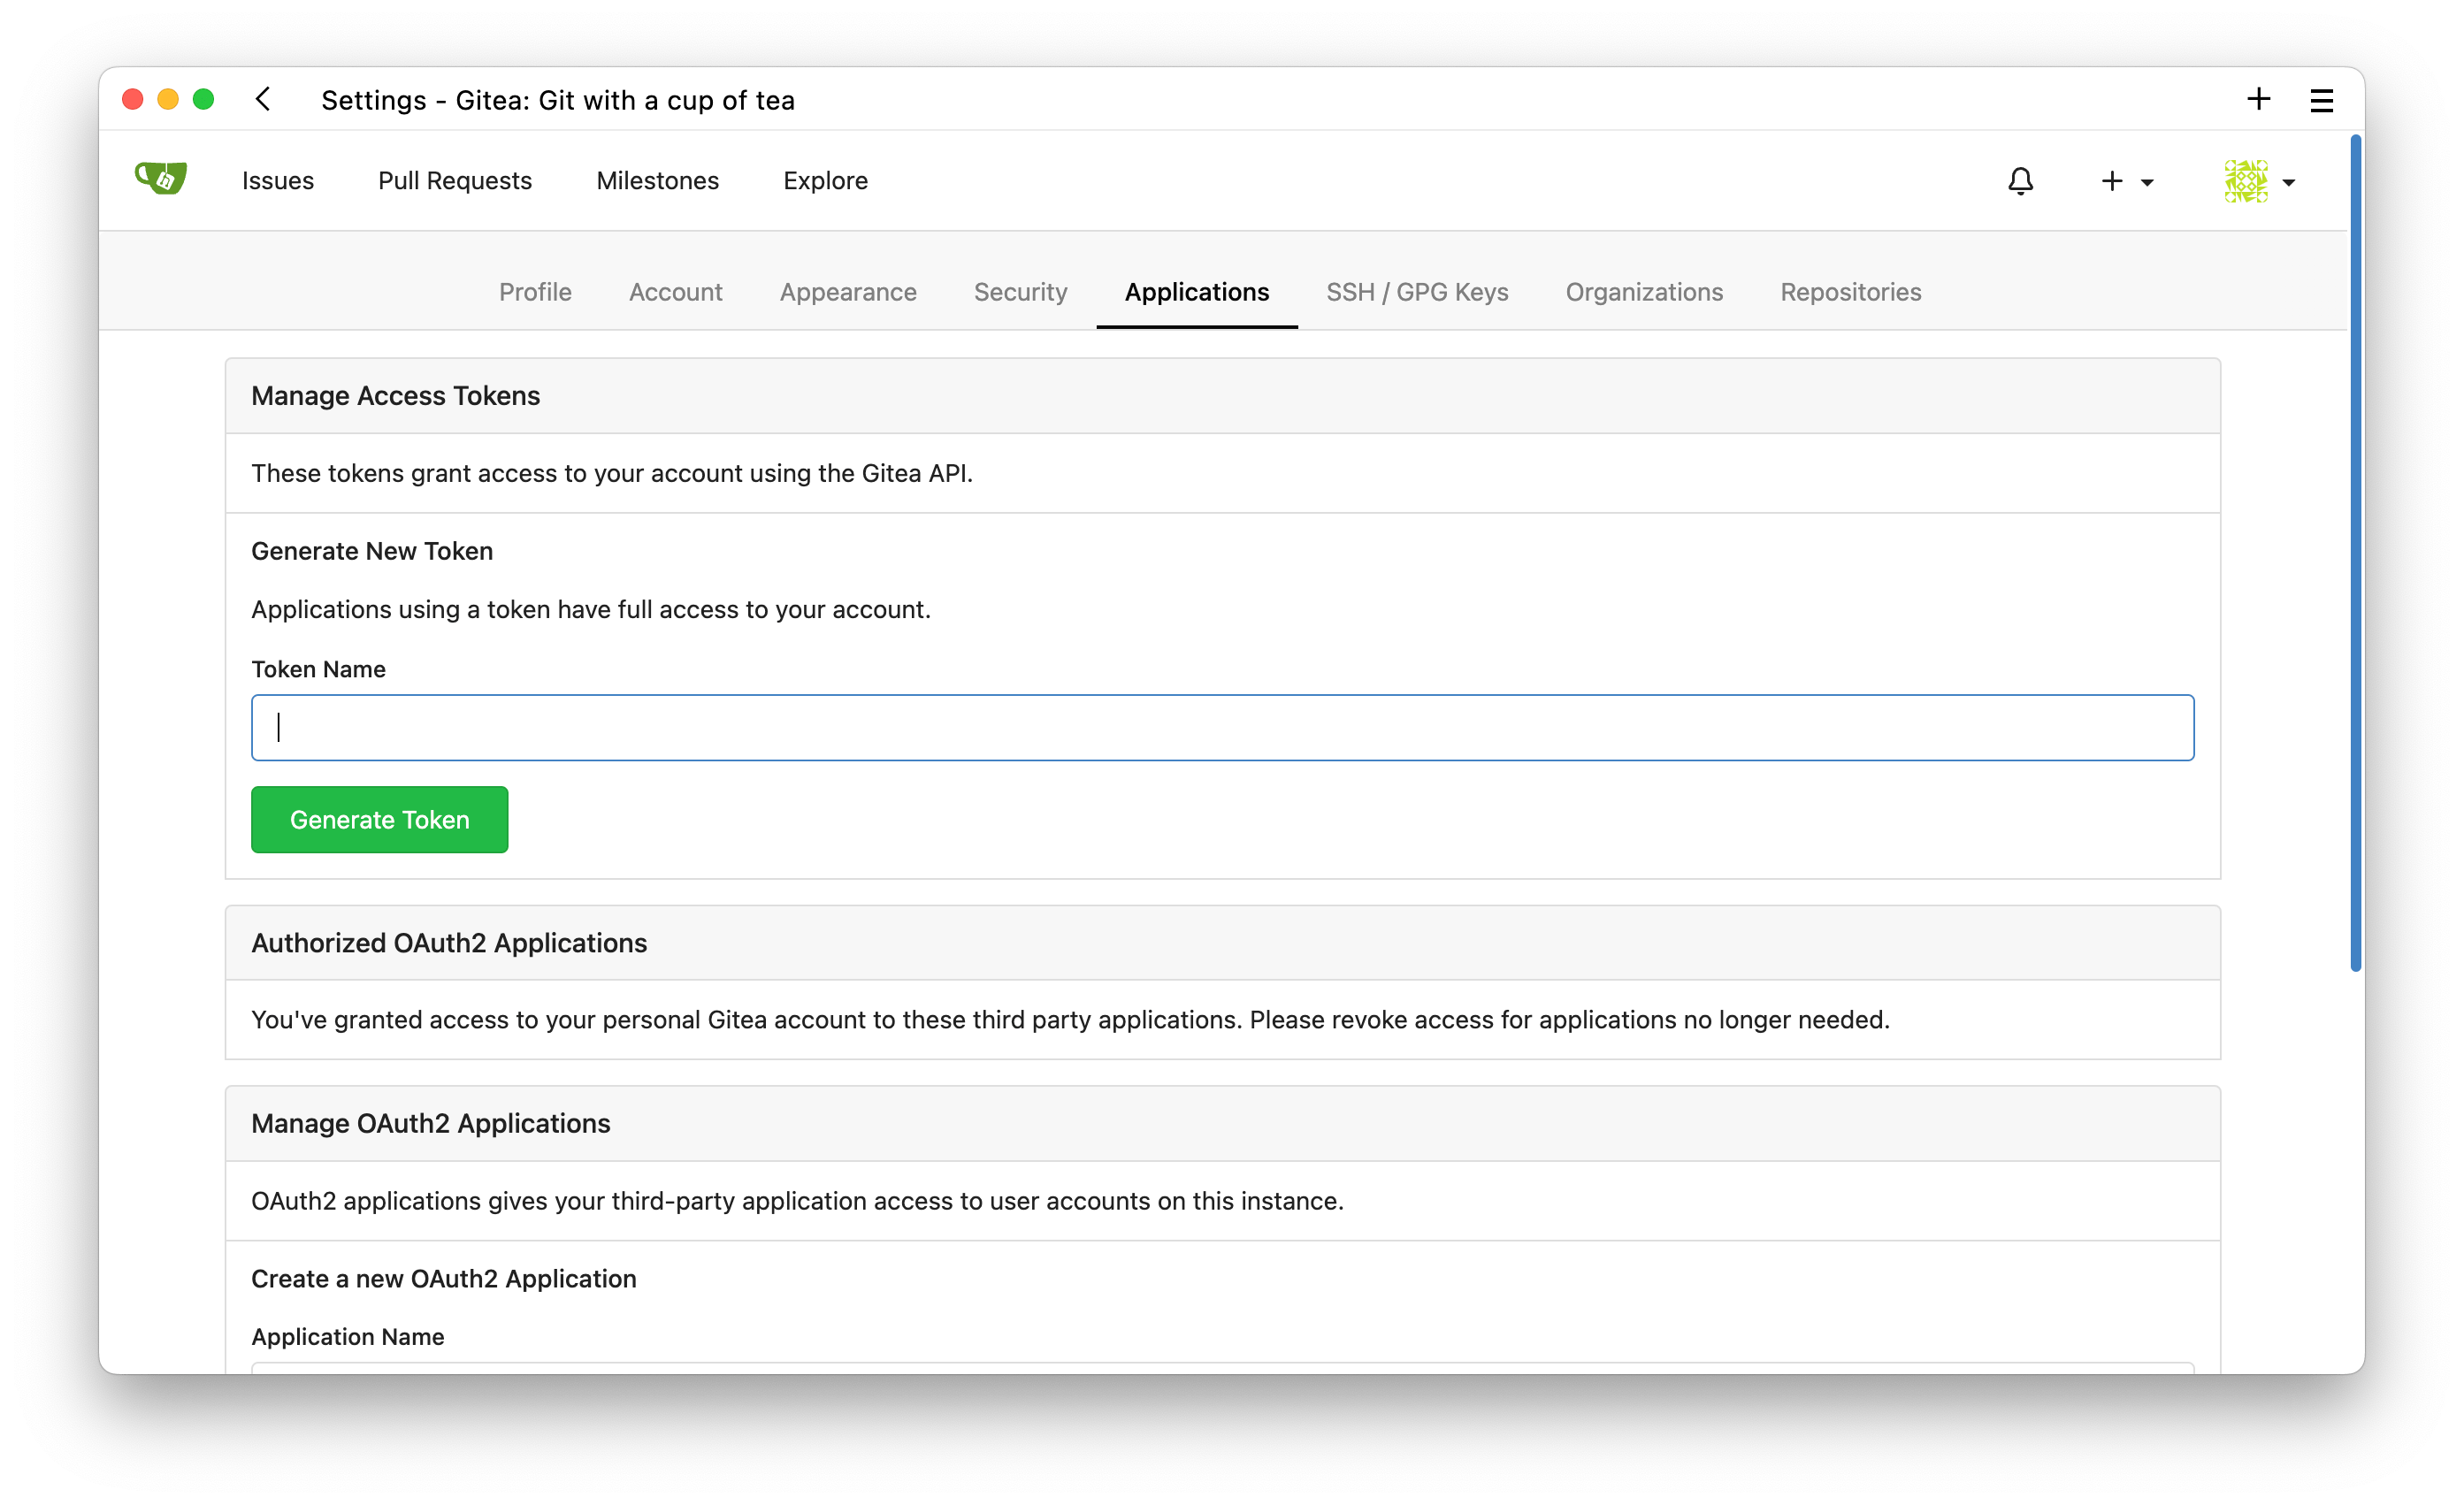 Settings - Gitea: Git with a cup of tea
Issues Pull Requests Milestones Explore
Profile Account Appearance Security Applications SSH / GPG Keys Organizations Repositories
Manage Access Tokens
These tokens grant access to your account using the Gitea API.
Generate New Token
Applications using a token have full access to your account.
Token Name
Generate Token
Authorized OAuth2 Applications
You've granted access to your personal Gitea account to these third party applications. Please revoke access for applications no longer needed.
Manage OAuth2 Applications
OAuth2 applications gives your third-party application access to user accounts on this instance.
Create a new OAuth2 Application
Application Name